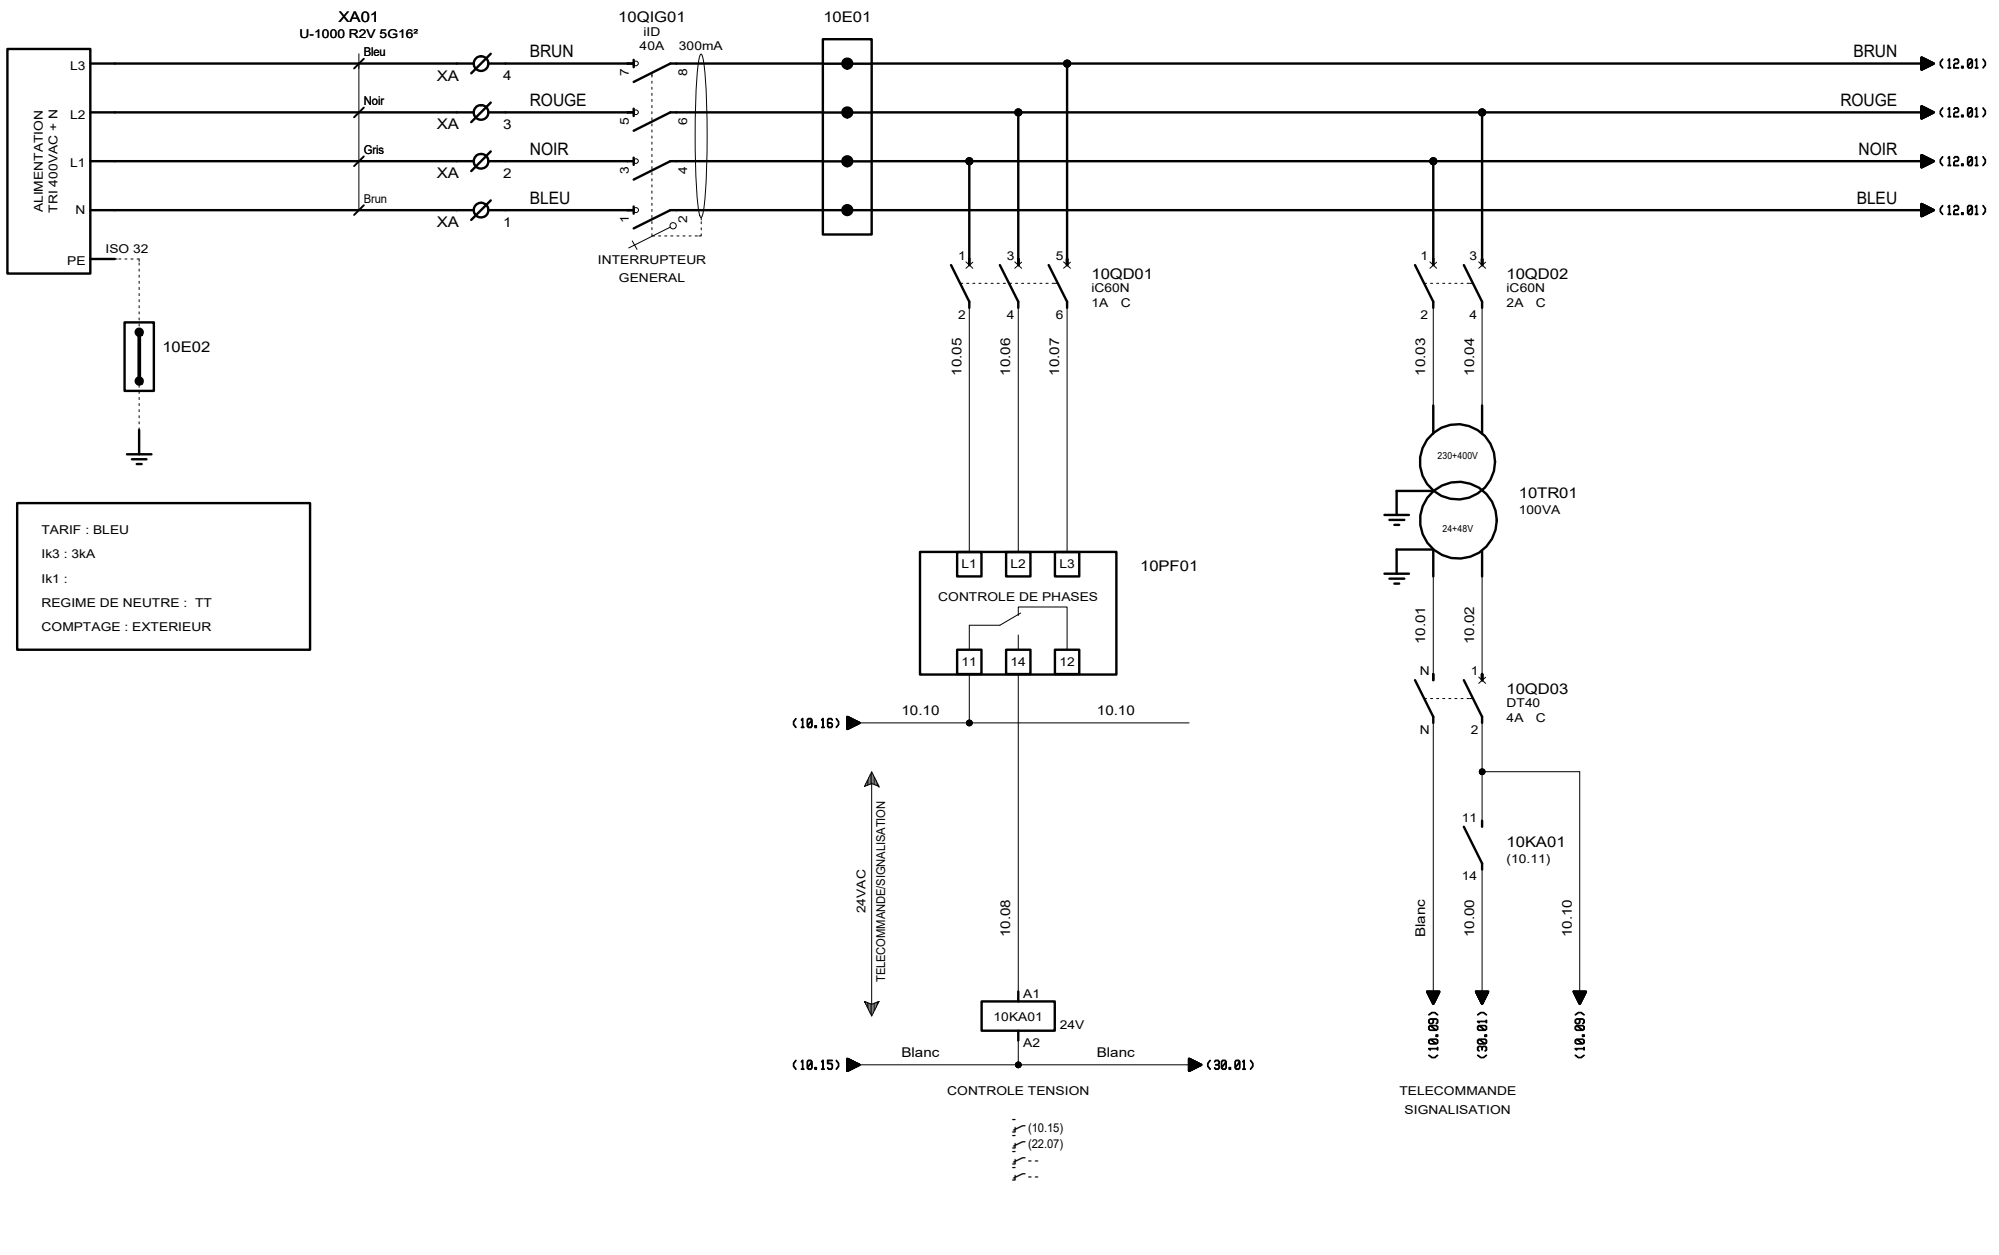 XA01
U-1000 R2V 5G16²
10QIG01
iID
40A 300mA
10E01
ALIMENTATION
TRI 400VAC + N
L3
Bleu
XA
4
BRUN
7
8
BRUN
(12.01)
L2
Noir
XA
3
ROUGE
5
6
ROUGE
(12.01)
L1
Gris
XA
2
NOIR
3
4
NOIR
(12.01)
N
Brun
XA
1
BLEU
1
2
BLEU
(12.01)
PE
ISO 32
INTERRUPTEUR
GENERAL
10E02
TARIF : BLEU
Ik3 : 3kA
Ik1 :
REGIME DE NEUTRE : TT
COMPTAGE : EXTERIEUR
1 3 5
10QD01
iC60N
1A C
2 4 6
10.05 10.06 10.07
L1 L2 L3
10PF01
CONTROLE DE PHASES
11 14 12
(10.16)
10.10
10.10
24VAC
TELECOMMANDE/SIGNALISATION
10.08
A1
10KA01
24V
A2
(10.15)
Blanc
Blanc
(30.01)
CONTROLE TENSION
(10.15)
(22.07)
--
--
1 3
10QD02
iC60N
2A C
2 4
10.03 10.04
230+400V
24+48V
10TR01
100VA
10.01 10.02
N 1
10QD03
DT40
4A C
N 2
11
10KA01
(10.11)
14
Blanc 10.00 10.10
(10.09) (30.01) (10.09)
TELECOMMANDE
SIGNALISATION